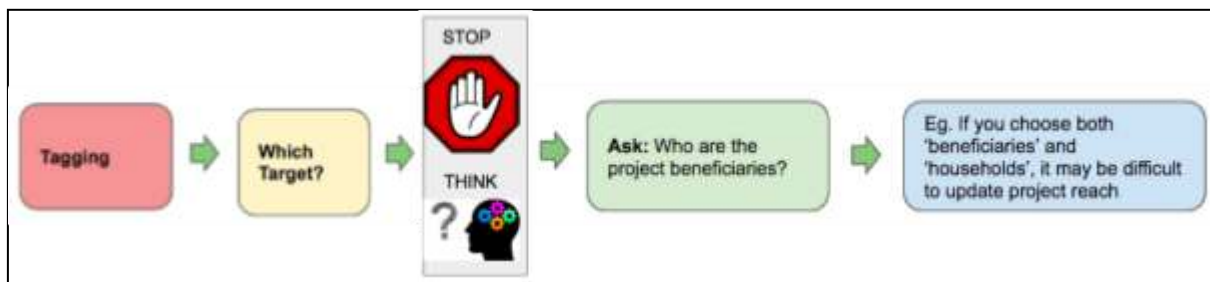 Tagging
Which
Target?
STOP
THINK
?
Ask: Who are the
project beneficiaries?
Eg. If you choose both
'beneficiaries' and
'households', it may be difficult
to update project reach